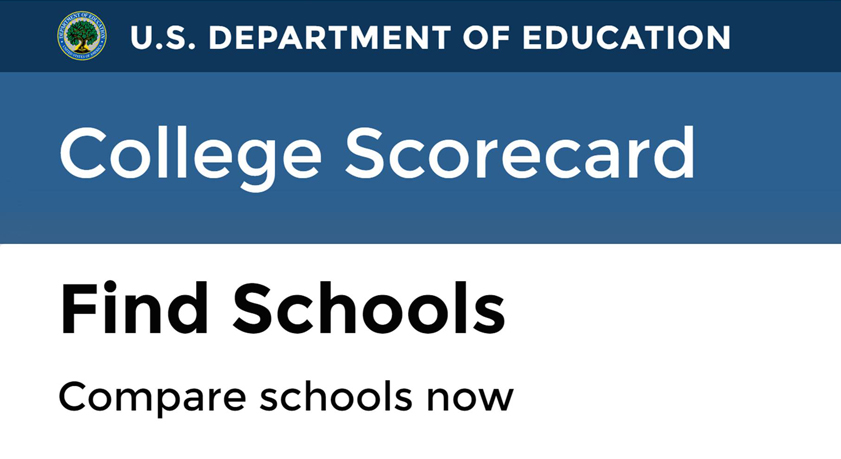 U.S. DEPARTMENT OF EDUCATION
College Scorecard
Find Schools
Compare schools now